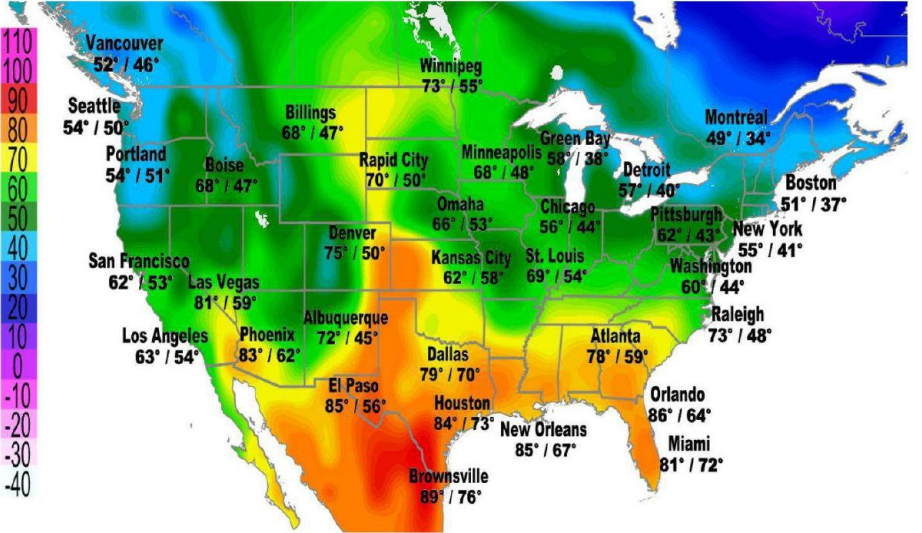 110
100
90
80
70
60
50
40
30
20
10
0
-10
-20
-30
-40
Vancouver
52° / 46°
Winnipeg
73° / 55°
Seattle
54° / 50°
Billings
68° / 47°
Montréal
49° / 34°
Green Bay
58° / 38°
Portland
54° / 51°
Boise
68° / 47°
Rapid City
70° / 50°
Minneapolis
68° / 48°
Detroit
57° / 40°
Boston
51° / 37°
Omaha
66° / 53°
Chicago
56° / 44°
Pittsburgh
62° / 43°
New York
55° / 41°
Denver
75° / 50°
San Francisco
62° / 53°
Las Vegas
81° / 59°
Kansas City
62° / 58°
St. Louis
69° / 54°
Washington
60° / 44°
Raleigh
73° / 48°
Los Angeles
63° / 54°
Phoenix
83° / 62°
Albuquerque
72° / 45°
Dallas
79° / 70°
Atlanta
78° / 59°
El Paso
85° / 56°
Houston
84° / 73°
New Orleans
85° / 67°
Orlando
86° / 64°
Miami
81° / 72°
Brownsville
89° / 76°